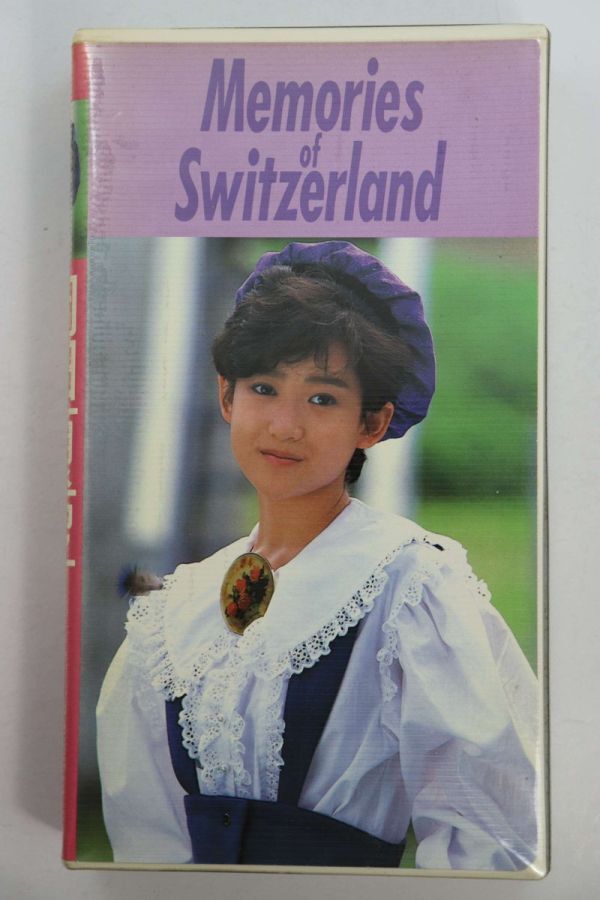 Memories
of
Switzerland